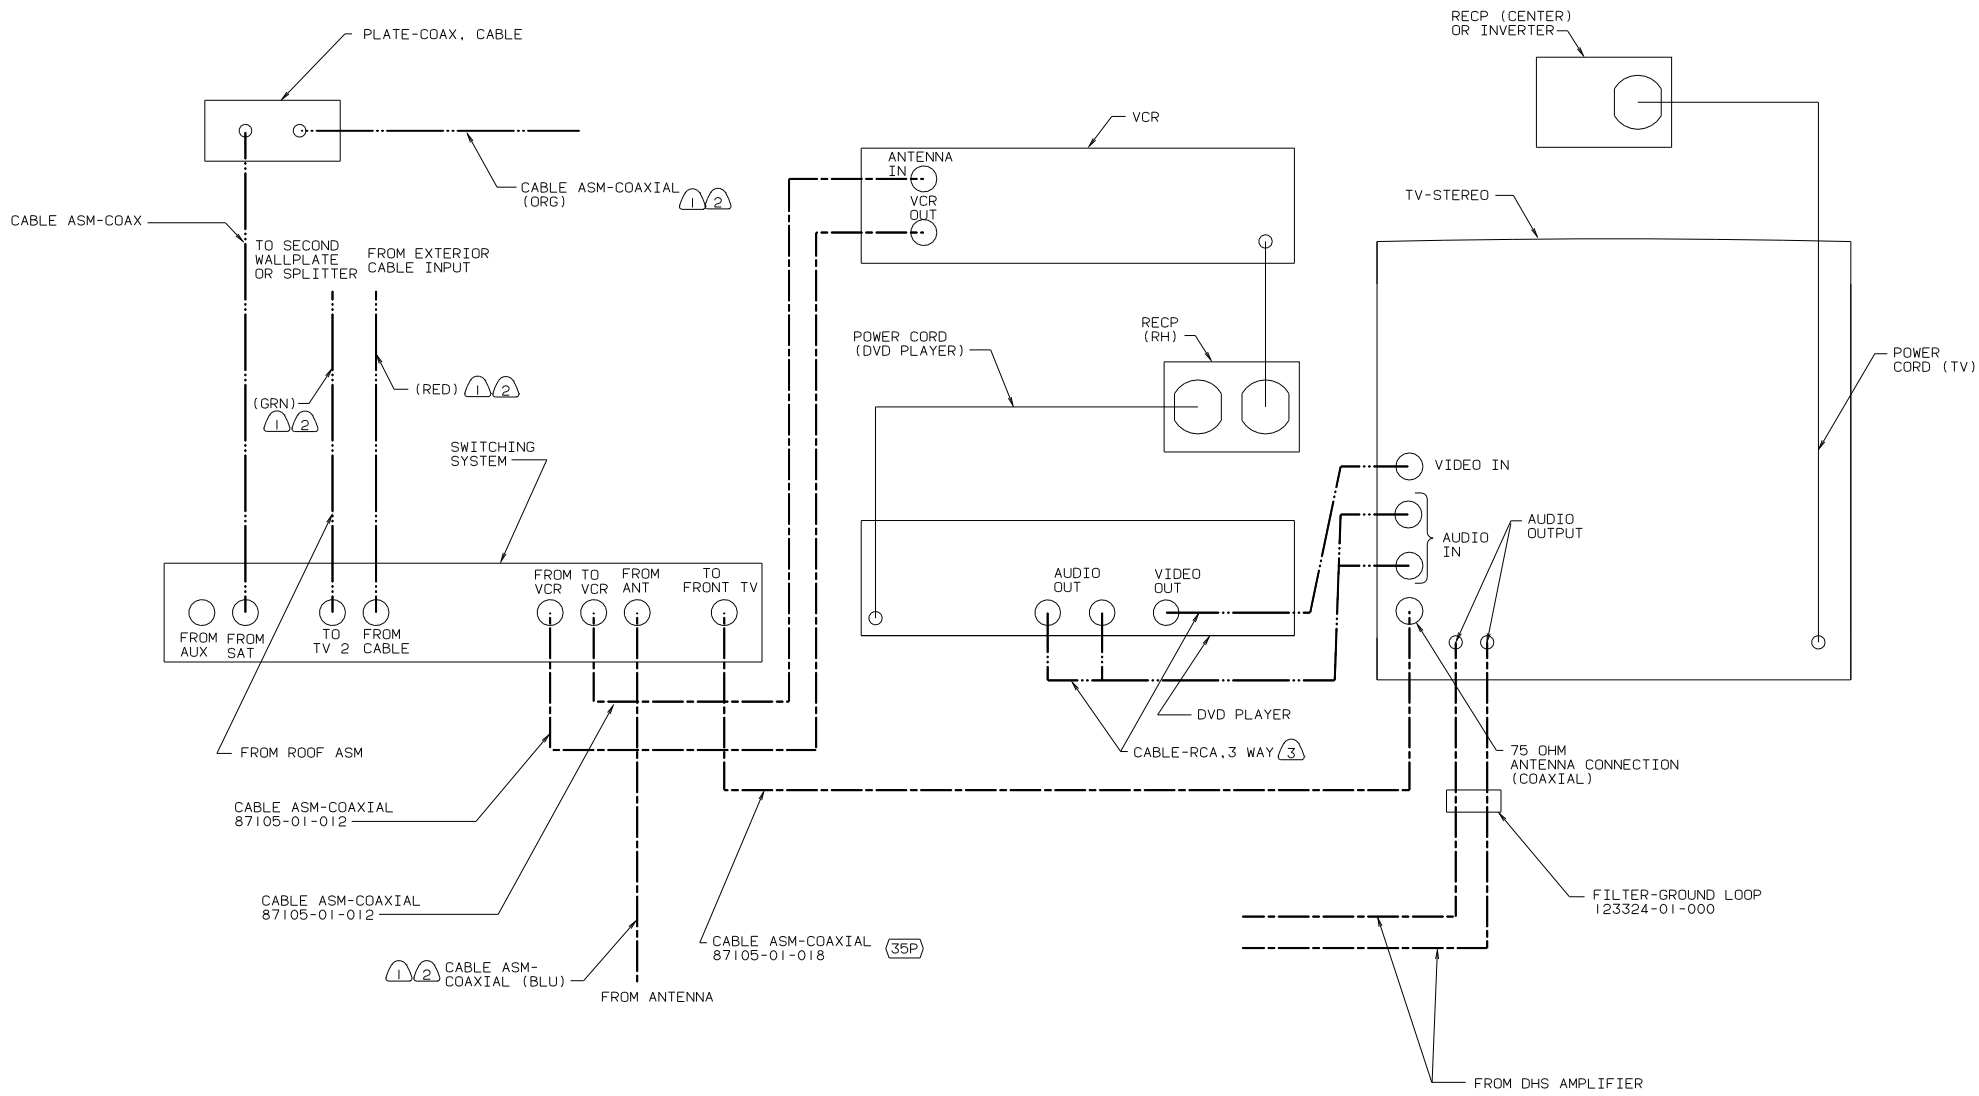 RECP (CENTER)
OR INVERTER
PLATE-COAX, CABLE
VCR
ANTENNA
IN
VCR
OUT
CABLE ASM-COAXIAL
(ORG)
1 2
TV-STEREO
CABLE ASM-COAX
TO SECOND
WALLPLATE
OR SPLITTER
FROM EXTERIOR
CABLE INPUT
POWER CORD
(DVD PLAYER)
RECP
(RH)
POWER
CORD (TV)
(RED) 1 2
(GRN)
1 2
SWITCHING
SYSTEM
VIDEO IN
AUDIO
IN
AUDIO
OUTPUT
FROM
VCR
TO
VCR
FROM
ANT
TO
FRONT TV
AUDIO
OUT
VIDEO
OUT
FROM
AUX
FROM
SAT
TO
TV 2
FROM
CABLE
DVD PLAYER
FROM ROOF ASM
CABLE-RCA,3 WAY 3
75 OHM
ANTENNA CONNECTION
(COAXIAL)
CABLE ASM-COAXIAL
87105-01-012
CABLE ASM-COAXIAL
87105-01-012
FILTER-GROUND LOOP
123324-01-000
CABLE ASM-COAXIAL
87105-01-018
35P
1 2 CABLE ASM-
COAXIAL (BLU)
FROM ANTENNA
FROM DHS AMPLIFIER